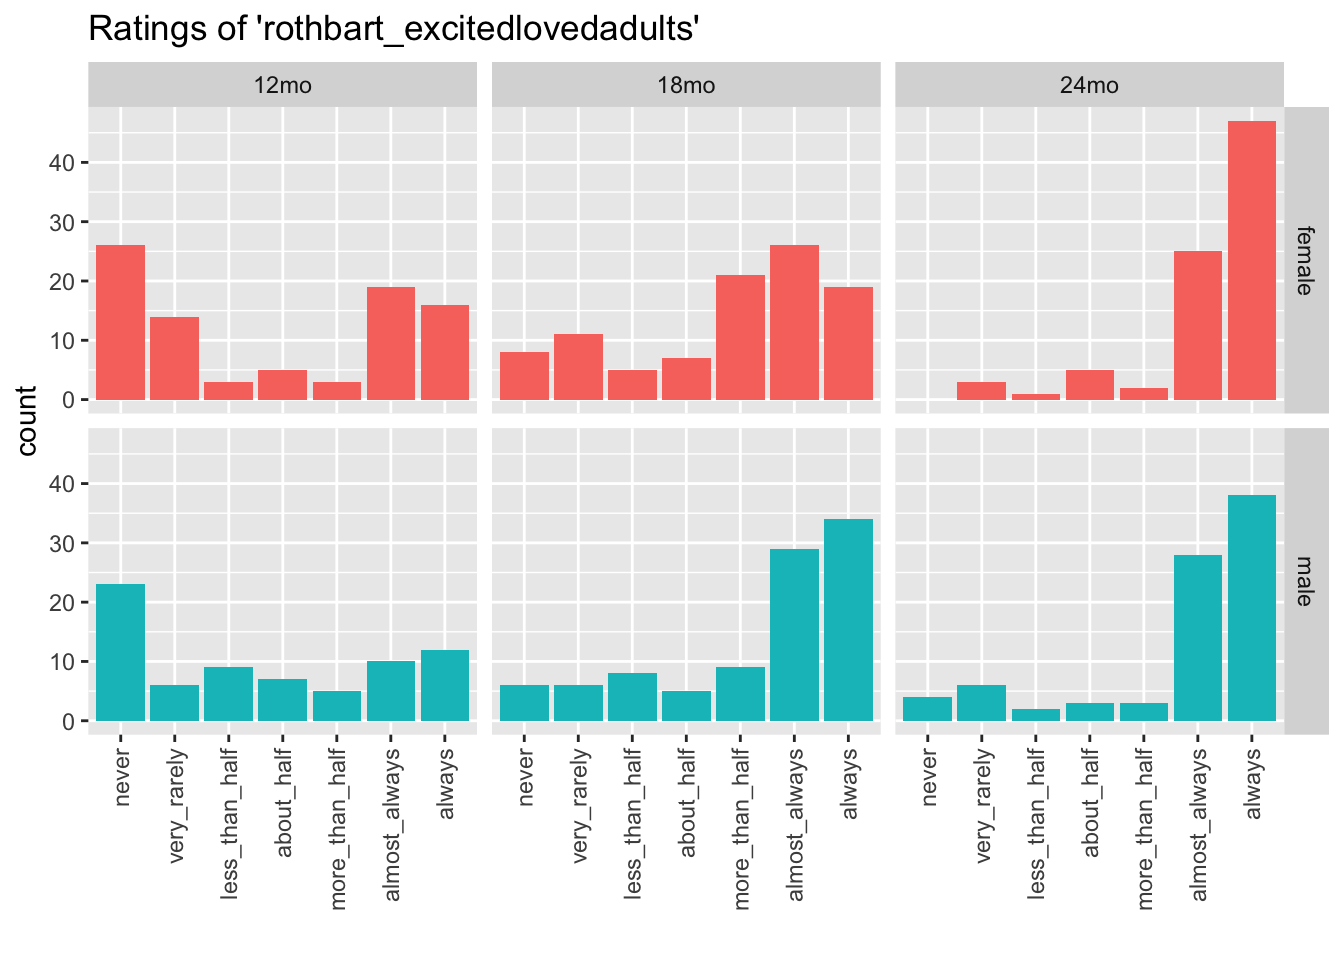 Ratings of 'rothbart_excitedlovedadults'
12mo 18mo 24mo
count
40
30
20
10
0
female
40
30
20
10
0
male
never very_rarely less_than_half about_half more_than_half almost_always always
never very_rarely less_than_half about_half more_than_half almost_always always
never very_rarely less_than_half about_half more_than_half almost_always always